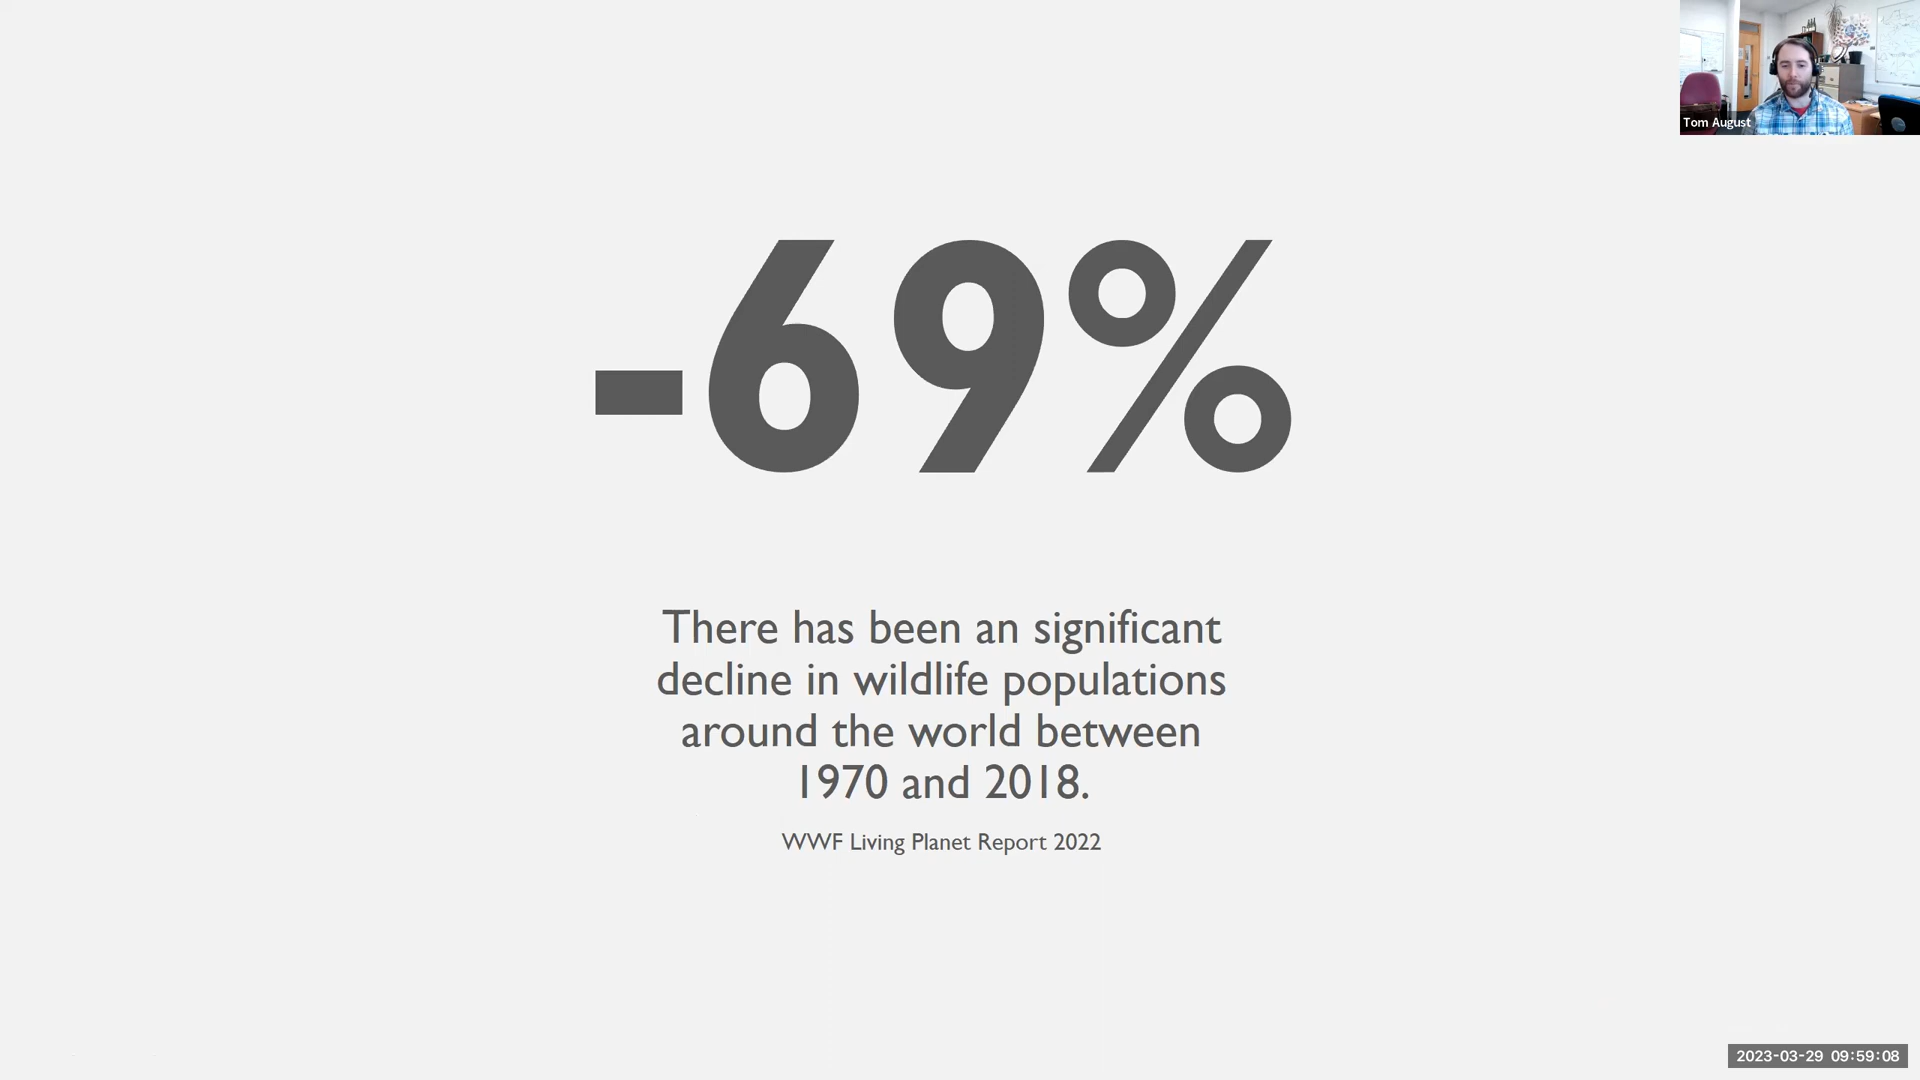 Tom August
-69%
There has been an significant
decline in wildlife populations
around the world between
1970 and 2018.
WWF Living Planet Report 2022
2023-03-29 09:59:08